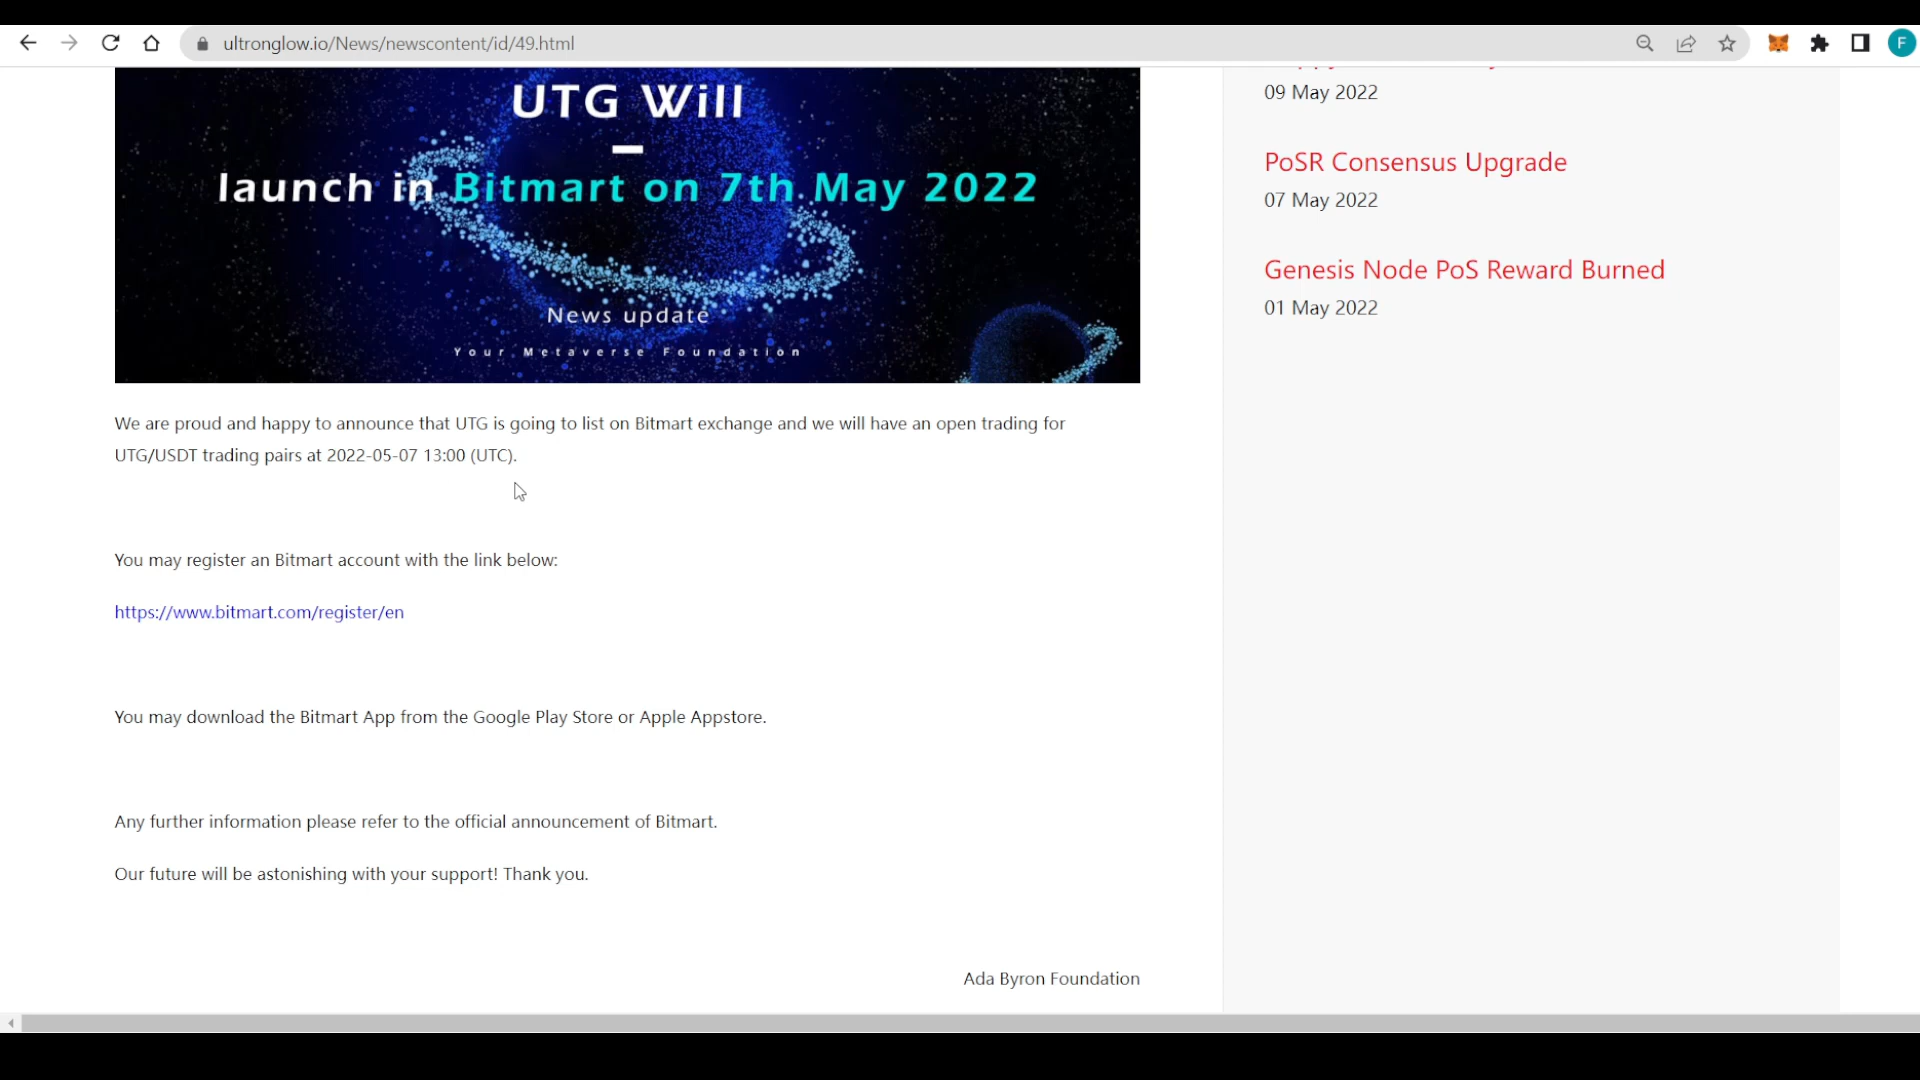 ultronglow.io/News/newscontent/id/49.html
F
UTG Will
launch in Bitmart on 7th May 2022
News update
Your Metaverse Foundation
We are proud and happy to announce that UTG is going to list on Bitmart exchange and we will have an open trading for
UTG/USDT trading pairs at 2022-05-07 13:00 (UTC).
You may register an Bitmart account with the link below:
https://www.bitmart.com/register/en
You may download the Bitmart App from the Google Play Store or Apple Appstore.
Any further information please refer to the official announcement of Bitmart.
Our future will be astonishing with your support! Thank you.
Ada Byron Foundation
09 May 2022
PoSR Consensus Upgrade
07 May 2022
Genesis Node PoS Reward Burned
01 May 2022